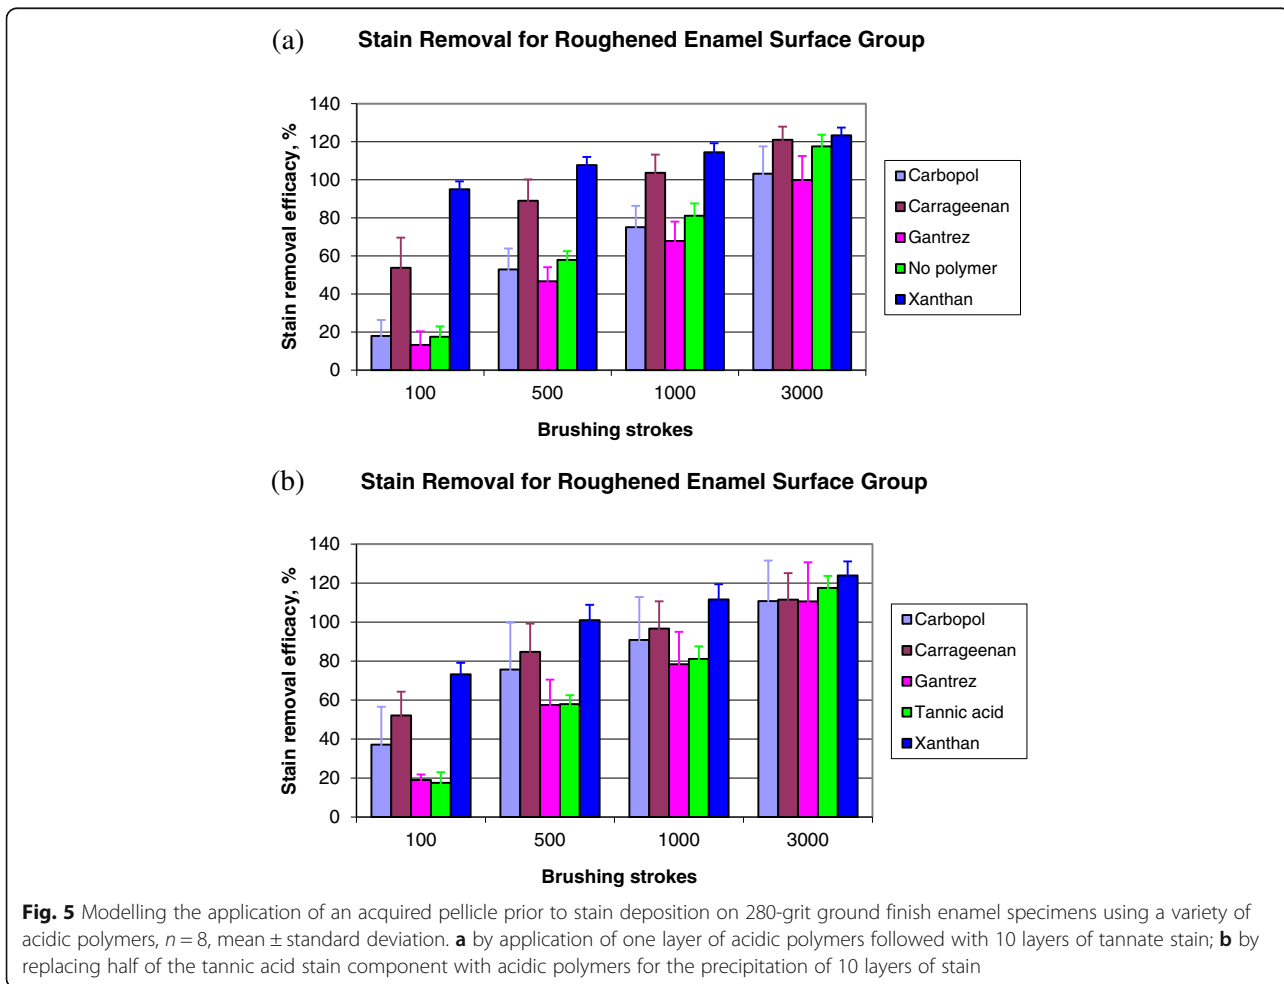 (a) Stain Removal for Roughened Enamel Surface Group
Stain removal efficacy, %
140
120
100
80
60
40
20
0
100 500 1000 3000
Brushing strokes
Carbopol
Carrageenan
Gantrez
No polymer
Xanthan
(b) Stain Removal for Roughened Enamel Surface Group
Stain removal efficacy, %
140
120
100
80
60
40
20
0
100 500 1000 3000
Brushing strokes
Carbopol
Carrageenan
Gantrez
Tannic acid
Xanthan
Fig. 5 Modelling the application of an acquired pellicle prior to stain deposition on 280-grit ground finish enamel specimens using a variety of
acidic polymers, n = 8, mean ± standard deviation. a by application of one layer of acidic polymers followed with 10 layers of tannate stain; b by
replacing half of the tannic acid stain component with acidic polymers for the precipitation of 10 layers of stain